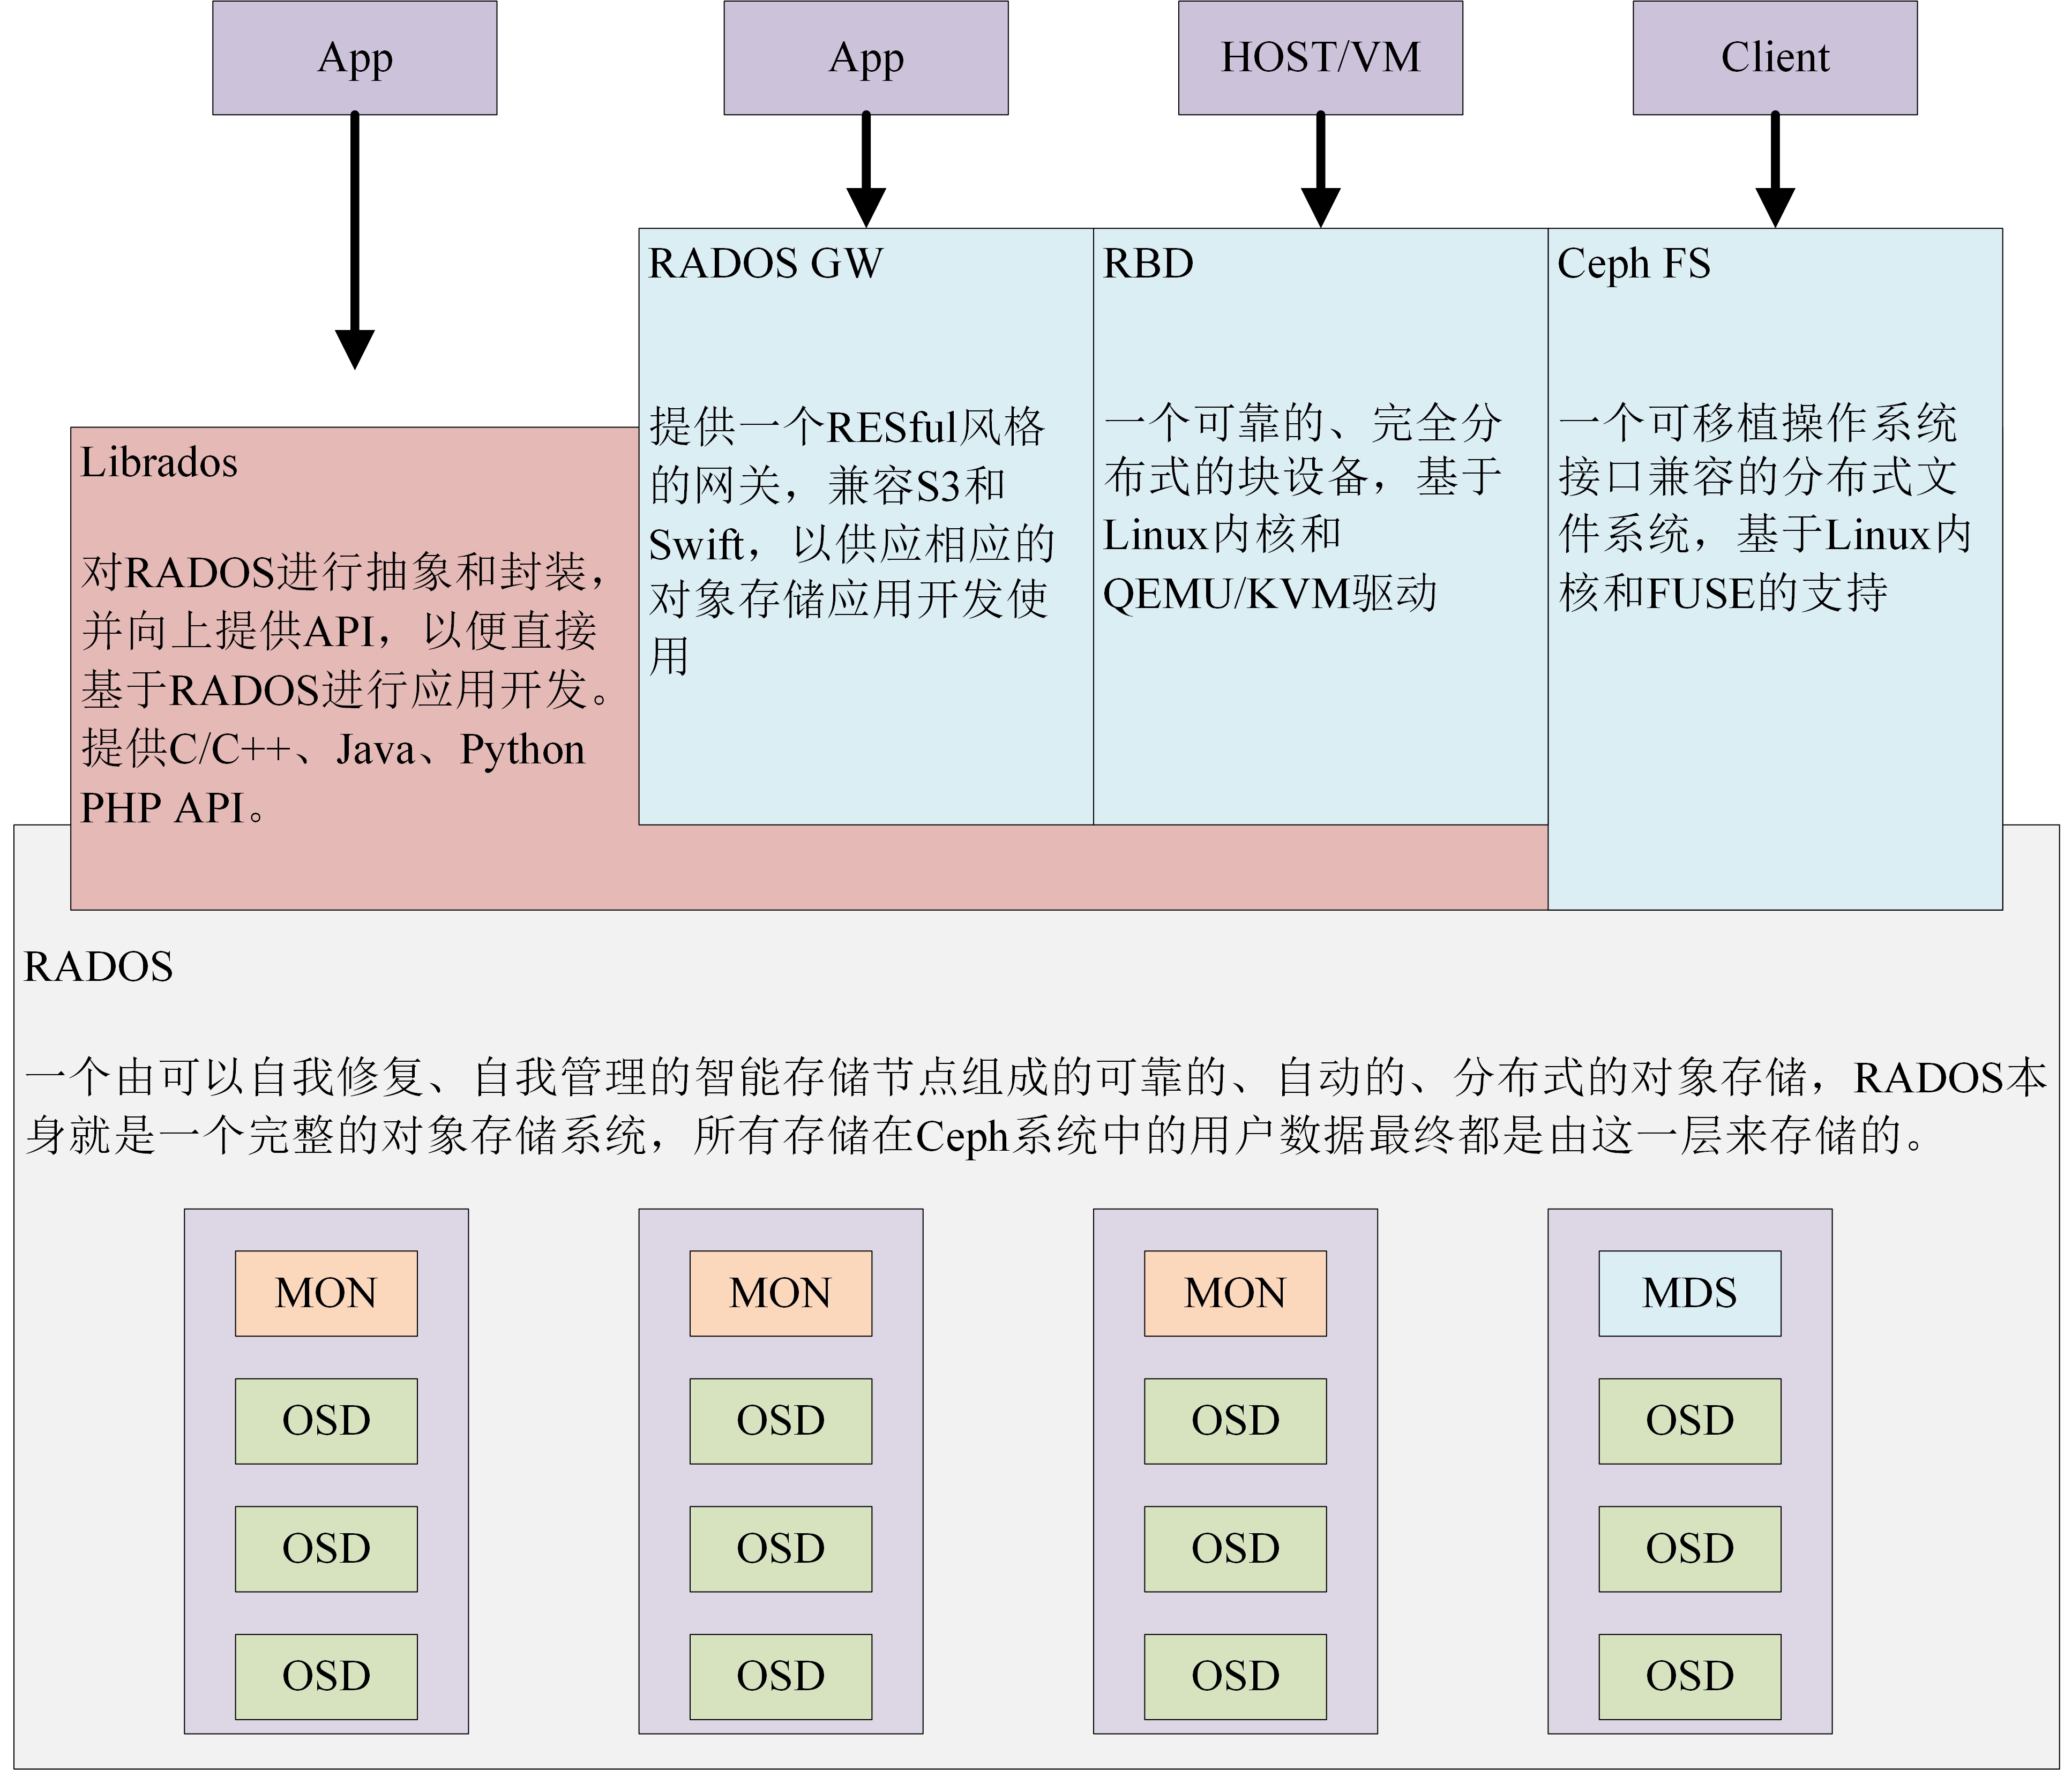 App
App
HOST/VM
Client
RADOS GW
提供一个RESful风格
的网关，兼容S3和
Swift，以供应相应的
对象存储应用开发使
用
RBD
一个可靠的、完全分
布式的块设备，基于
Linux内核和
QEMU/KVM驱动
Ceph FS
一个可移植操作系统
接口兼容的分布式文
件系统，基于Linux内
核和FUSE的支持
Librados
对RADOS进行抽象和封装，
并向上提供API，以便直接
基于RADOS进行应用开发。
提供C/C++、Java、Python
PHP API。
RADOS
一个由可以自我修复、自我管理的智能存储节点组成的可靠的、自动的、分布式的对象存储，RADOS本
身就是一个完整的对象存储系统，所有存储在Ceph系统中的用户数据最终都是由这一层来存储的。
MON
MON
MON
MDS
OSD
OSD
OSD
OSD
OSD
OSD
OSD
OSD
OSD
OSD
OSD
OSD